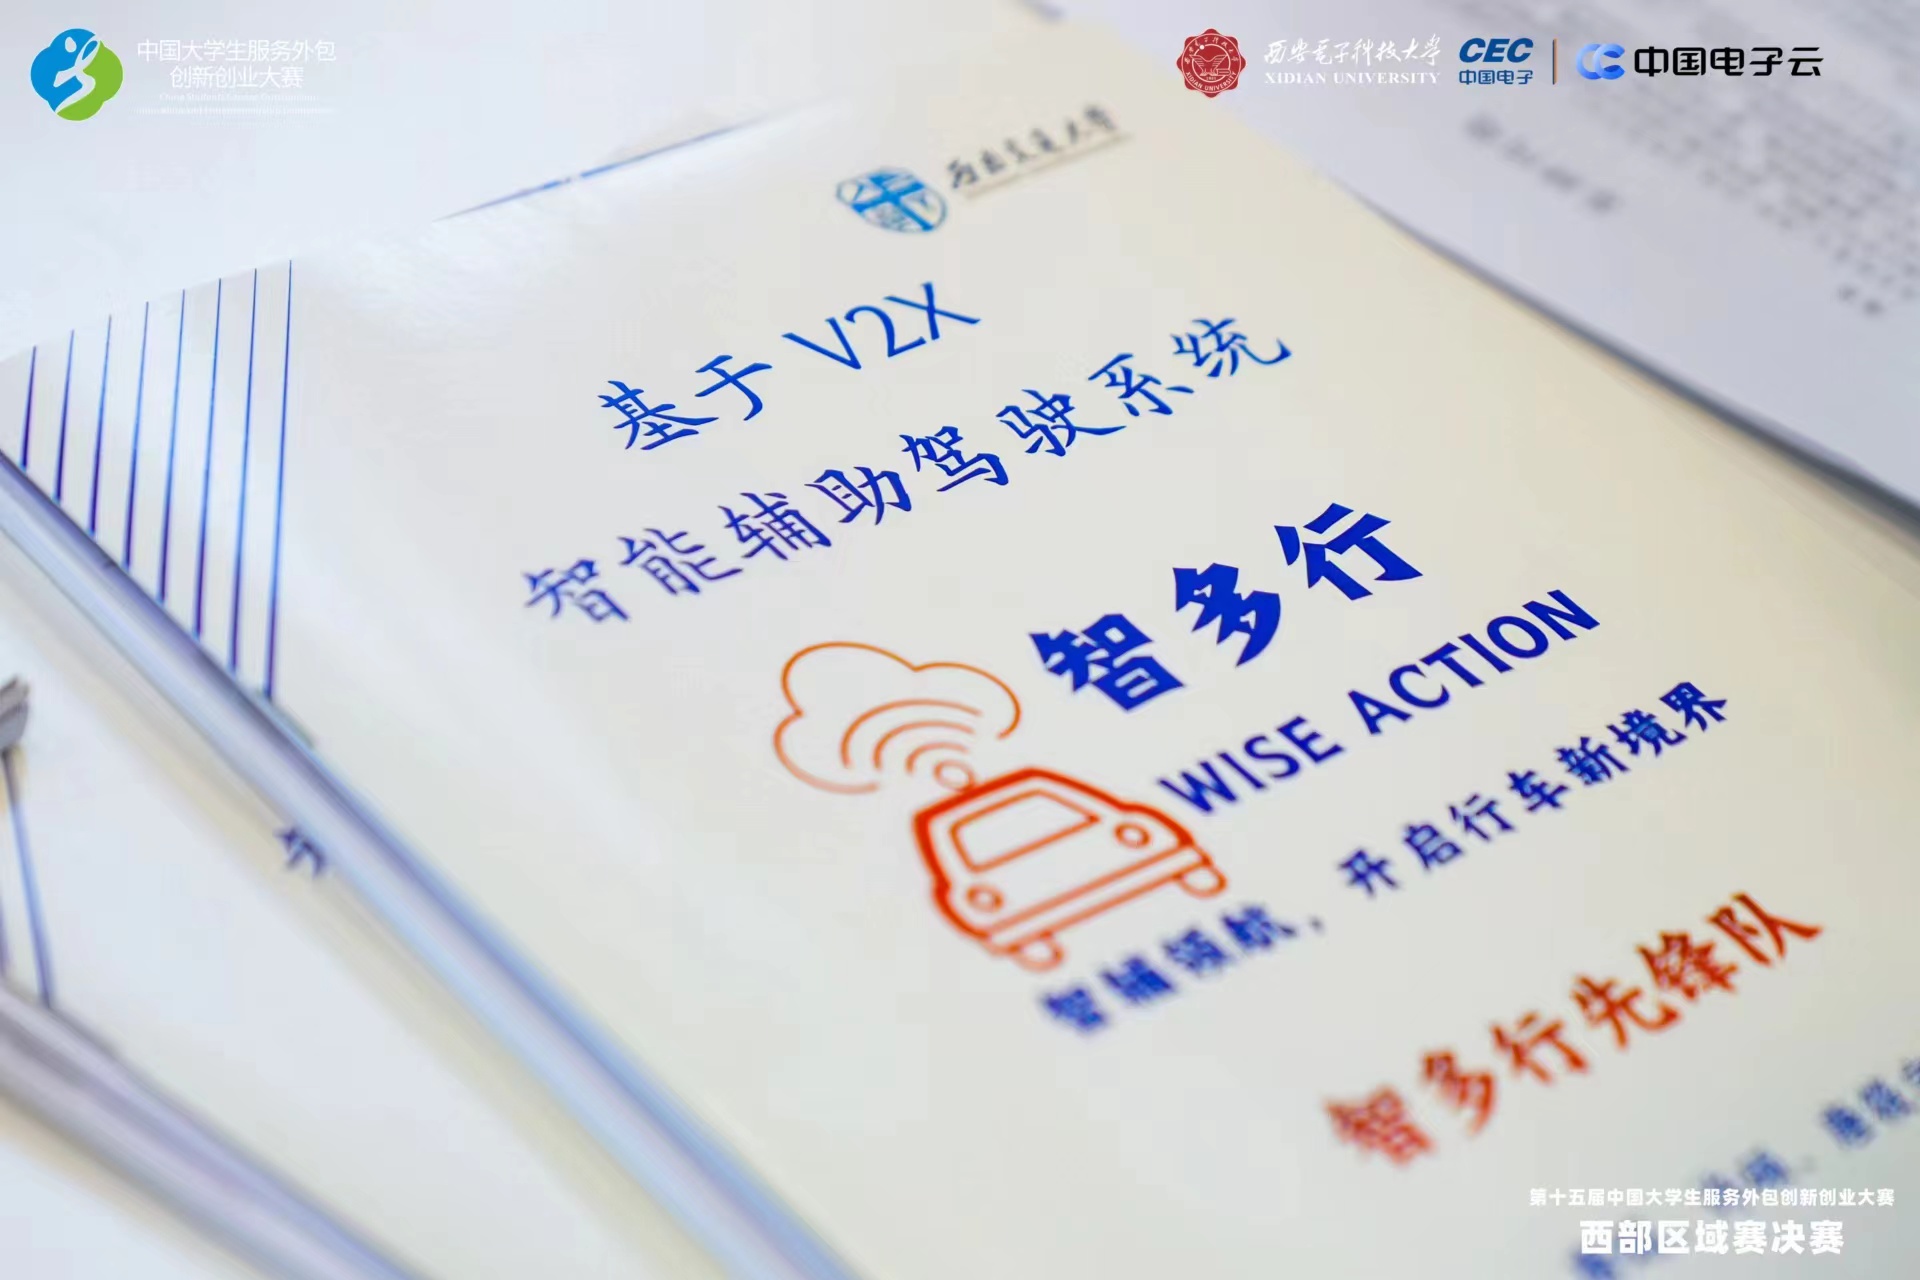 中国大学生服务外包
创新创业大赛
西安电子科技大学
XIDIAN UNIVERSITY
CEC
中国电子
中国电子云
西南交通大学
基于 V2X
智能辅助驾驶系统
智多行
WISE ACTION
智辅领航，开启行车新境界
智多行先锋队
第十五届中国大学生服务外包创新创业大赛
西部区域赛决赛